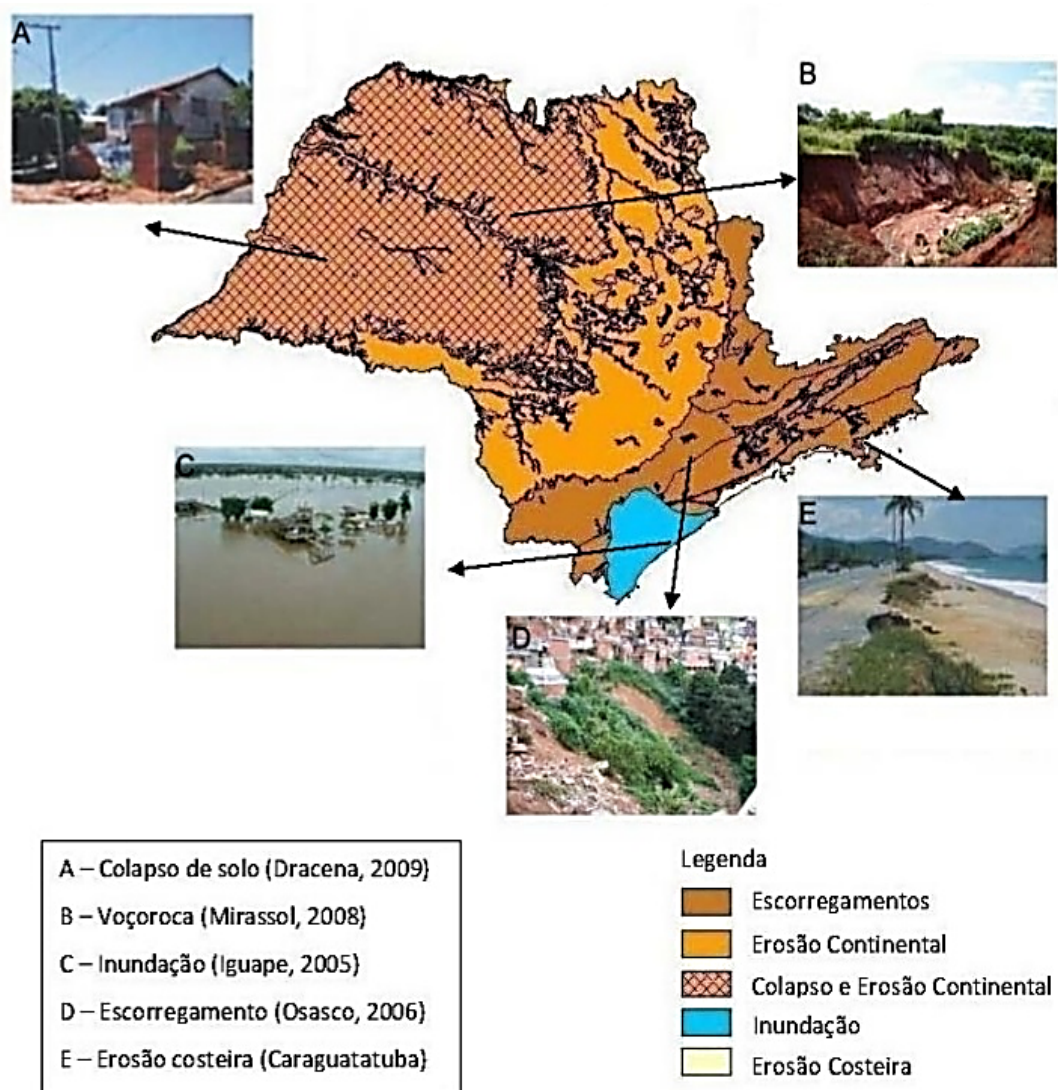 A
B
C
E
D
A – Colapso de solo (Dracena, 2009)
B – Voçoroca (Mirassol, 2008)
C – Inundação (Iguape, 2005)
D – Escorregamento (Osasco, 2006)
E – Erosão costeira (Caraguatatuba)
Legenda
Escorregamentos
Erosão Continental
Colapso e Erosão Continental
Inundação
Erosão Costeira